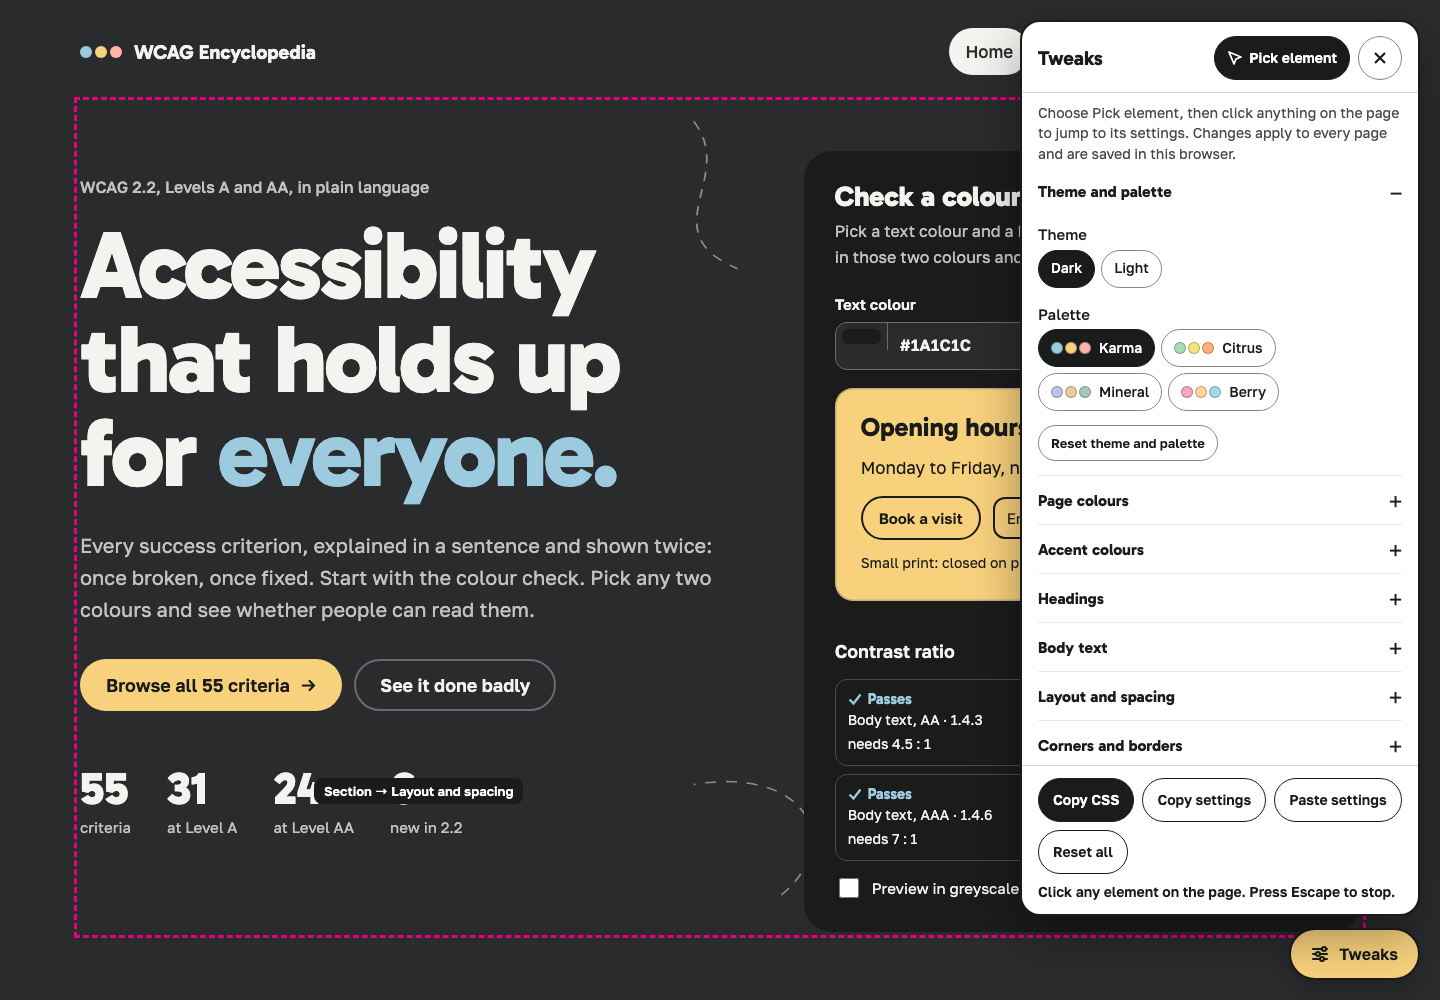 WCAG Encyclopedia
Home
WCAG 2.2, Levels A and AA, in plain language
Accessibility
that holds up
for everyone.
Every success criterion, explained in a sentence and shown twice:
once broken, once fixed. Start with the colour check. Pick any two
colours and see whether people can read them.
Browse all 55 criteria
See it done badly
55
criteria
31
at Level A
24
at Level AA
new in 2.2
Section → Layout and spacing
Check a colour
Pick a text colour and a
in those two colours and
Text colour
#1A1C1C
Opening hours
Monday to Friday,
Book a visit
Small print: closed on
Contrast ratio
Passes
Body text, AA · 1.4.3
needs 4.5 : 1
Passes
Body text, AAA · 1.4.6
needs 7 : 1
Preview in greyscale
Tweaks
Pick element
Choose Pick element, then click anything on the page
to jump to its settings. Changes apply to every page
and are saved in this browser.
Theme and palette
Theme
Dark
Light
Palette
Karma
Citrus
Mineral
Berry
Reset theme and palette
Page colours
Accent colours
Headings
Body text
Layout and spacing
Corners and borders
Copy CSS
Copy settings
Paste settings
Reset all
Click any element on the page. Press Escape to stop.
Tweaks